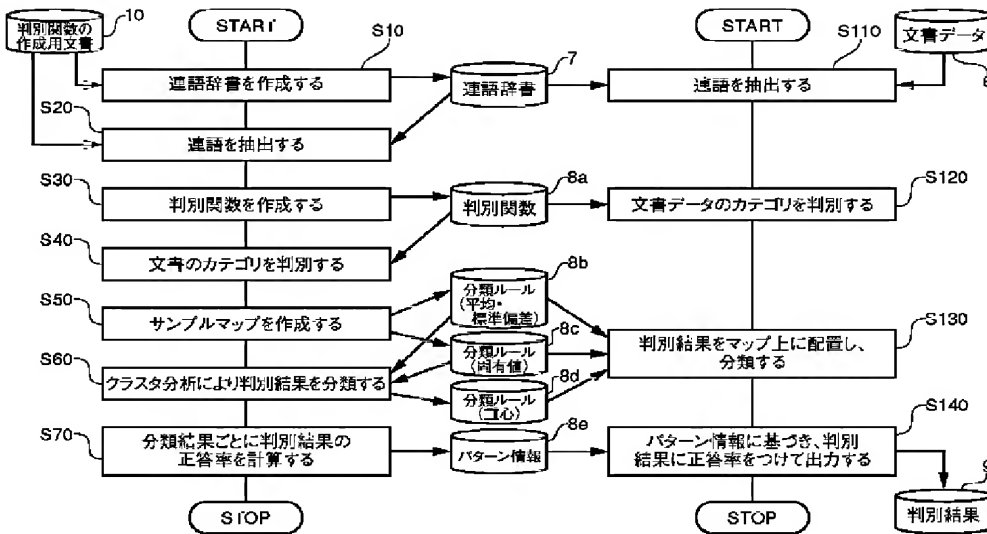 10
判別関数の
作成用文書
START
S10
連語辞書を作成する
S20
連語を抽出する
S30
判別関数を作成する
S40
文書のカテゴリを判別する
S50
サンプルマップを作成する
S60
クラスタ分析により判別結果を分類する
S70
分類結果ごとに判別結果の
正答率を計算する
STOP
7
連語辞書
8a
判別関数
8b
分類ルール
(平均・
標準偏差)
8c
分類ルール
(固有値)
8d
分類ルール
8e
パターン情報
START
S110
連語を抽出する
文書データ
S120
文書データのカテゴリを判別する
S130
判別結果をマップ上に配置し、
分類する
S140
パターン情報に基づき、判別
結果に正答率をつけて出力する
STOP
判別結果